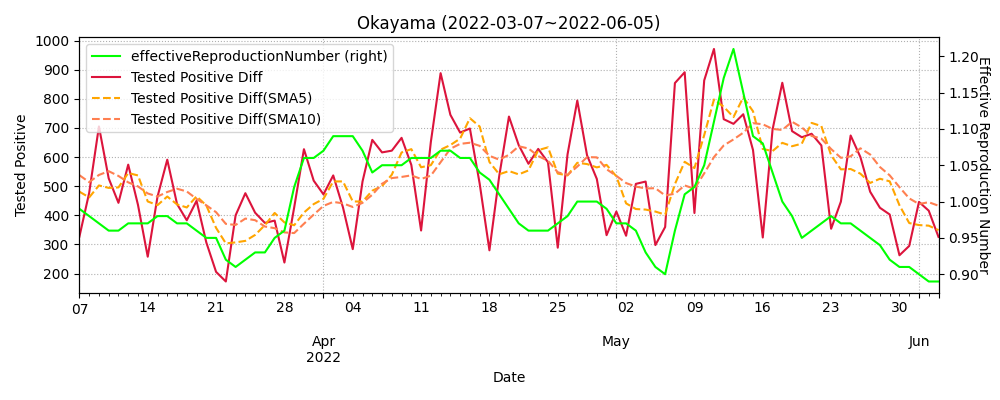 Okayama (2022-03-07~2022-06-05)
effectiveReproductionNumber (right)
Tested Positive Diff
Tested Positive Diff(SMA5)
Tested Positive Diff(SMA10)
Tested Positive
1000
900
800
700
600
500
400
300
200
1.20
1.15
1.10
1.05
1.00
0.95
0.90
Effective Reproduction Number
07 14 21 28 04 11 18 25 02 09 16 23 30
Apr May Jun
2022
Date